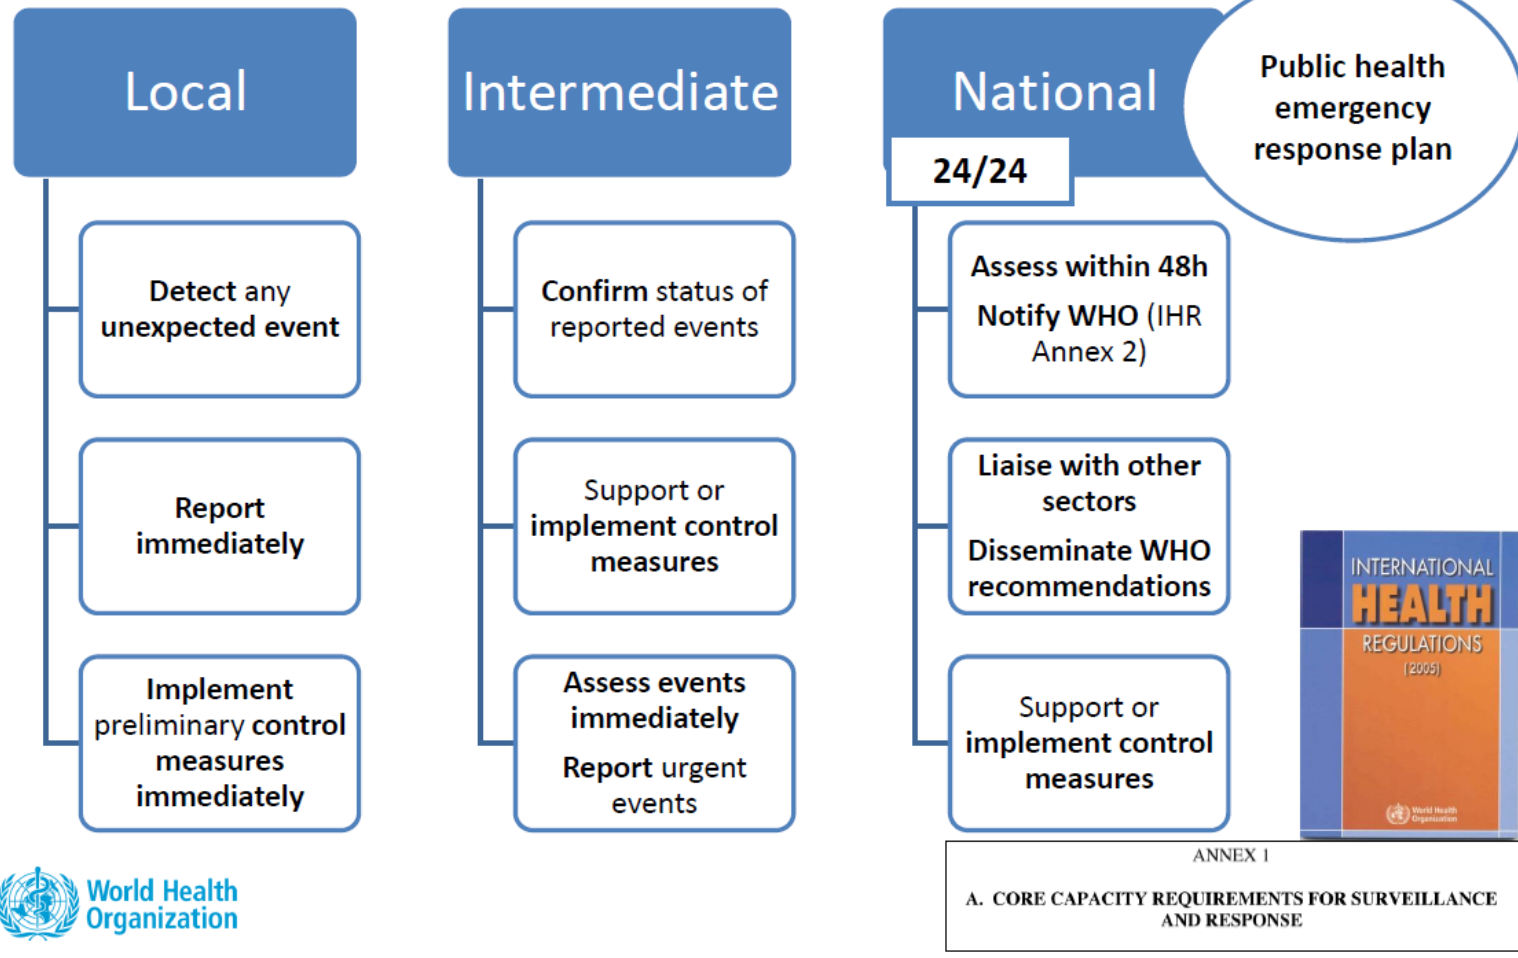 Local
Detect any
unexpected event
Report
immediately
Implement
preliminary control
measures
immediately
Intermediate
Confirm status of
reported events
Support or
implement control
measures
Assess events
immediately
Report urgent
events
National
24/24
Public health
emergency
response plan
Assess within 48h
Notify WHO (IHR
Annex 2)
Liaise with other
sectors
Disseminate WHO
recommendations
Support or
implement control
measures
INTERNATIONAL
HEALTH
REGULATIONS
(2005)
World Health
Organization
ANNEX 1
A. CORE CAPACITY REQUIREMENTS FOR SURVEILLANCE
AND RESPONSE
World Health
Organization